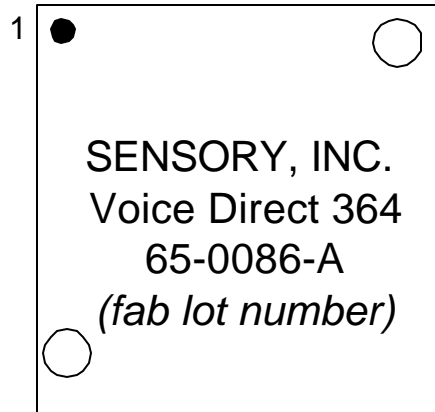 1
SENSORY, INC.
Voice Direct 364
65-0086-A
(fab lot number)